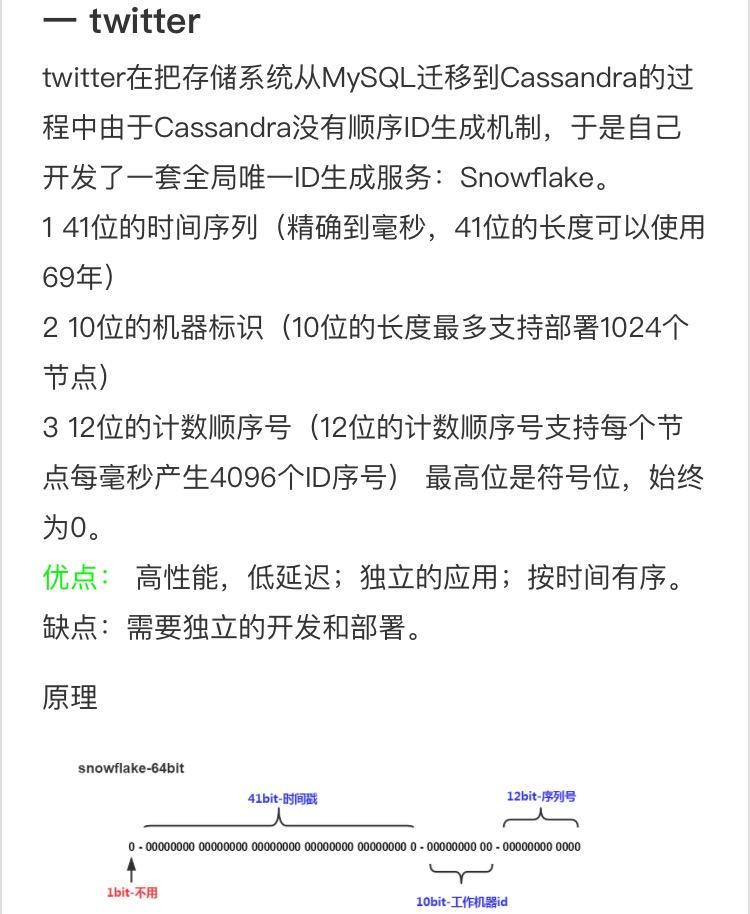 一 twitter
twitter在把存储系统从MySQL迁移到Cassandra的过
程中由于Cassandra没有顺序ID生成机制，于是自己
开发了一套全局唯一ID生成服务：Snowflake。
1 41位的时间序列（精确到毫秒，41位的长度可以使用
69年）
2 10位的机器标识（10位的长度最多支持部署1024个
节点）
3 12位的计数顺序号（12位的计数顺序号支持每个节
点每毫秒产生4096个ID序号） 最高位是符号位，始终
为0。
优点： 高性能，低延迟；独立的应用；按时间有序。
缺点：需要独立的开发和部署。
原理
snowflake-64bit
41bit-时间戳
12bit-序列号
0 - 00000000 00000000 00000000 00000000 00000000 0 - 00000000 00 - 00000000 0000
1bit-不用
10bit-工作机器id